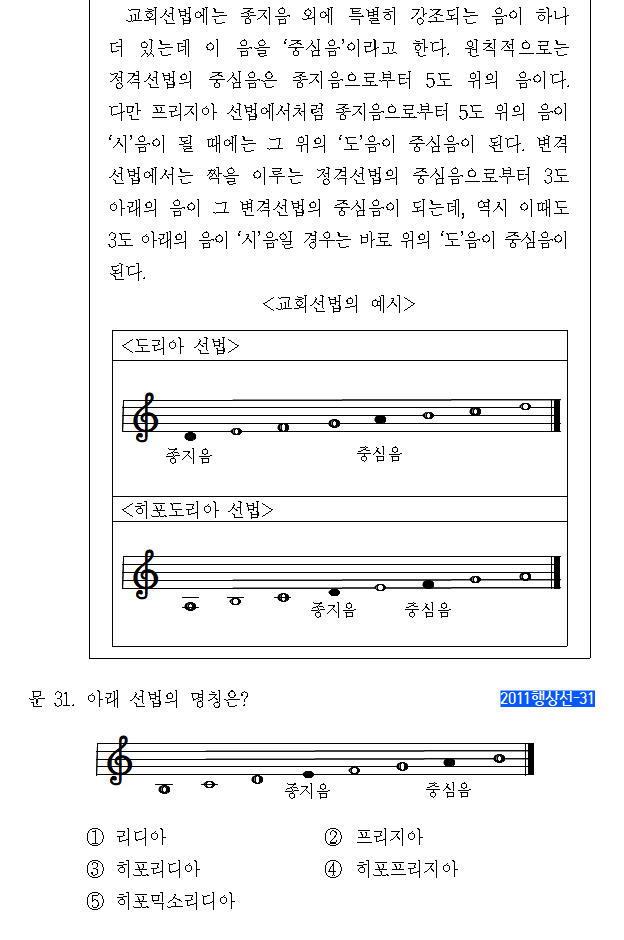 교회선법에는 종지음 외에 특별히 강조되는 음이 하나
더 있는데 이 음을 ‘중심음’이라고 한다. 원칙적으로는
정격선법의 중심음은 종지음으로부터 5도 위의 음이다.
다만 프리지아 선법에서처럼 종지음으로부터 5도 위의 음이
‘시’음이 될 때에는 그 위의 ‘도’음이 중심음이 된다. 변격
선법에서는 짝을 이루는 정격선법의 중심음으로부터 3도
아래의 음이 그 변격선법의 중심음이 되는데, 역시 이때도
3도 아래의 음이 ‘시’음일 경우는 바로 위의 ‘도’음이 중심음이
된다.
<교회선법의 예시>
<도리아 선법>
종지음 중심음
<히포도리아 선법>
종지음 중심음
문 31. 아래 선법의 명칭은?
2011행상선-31
종지음 중심음
① 리디아 ② 프리지아
③ 히포리디아 ④ 히포프리지아
⑤ 히포믹소리디아